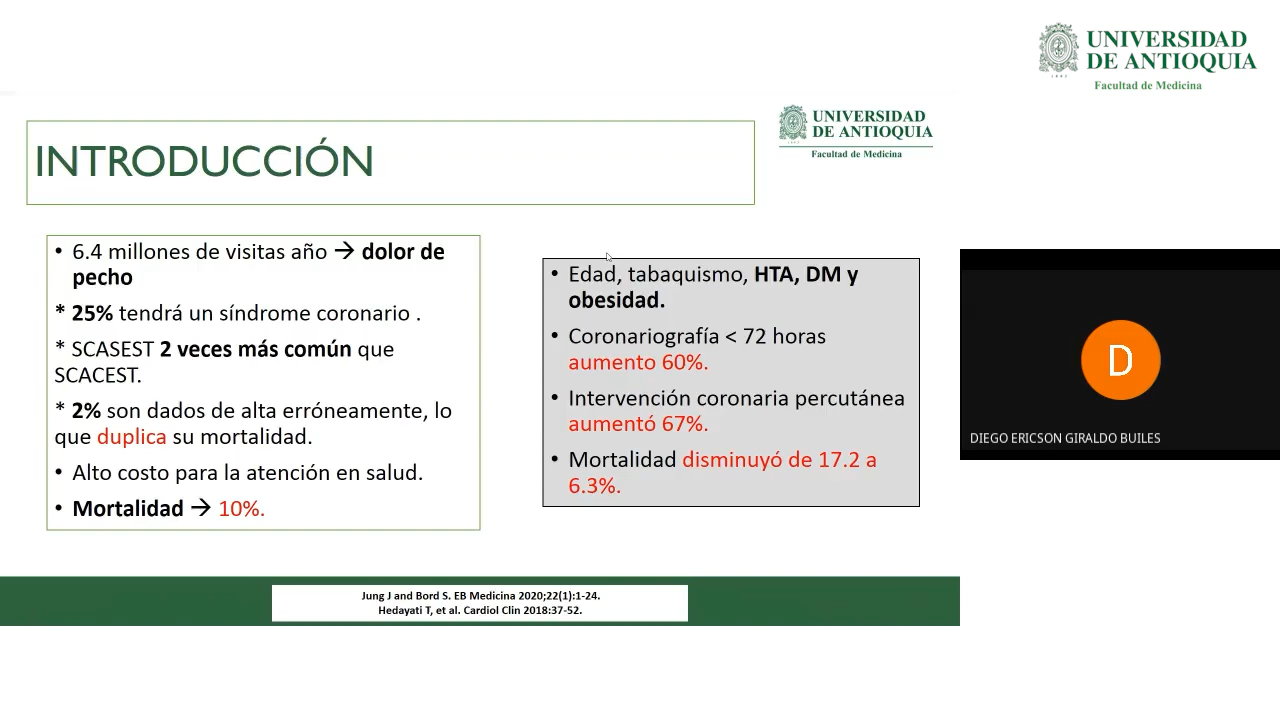 UNIVERSIDAD
DE ANTIOQUIA
1803
Facultad de Medicina
UNIVERSIDAD
DE ANTIOQUIA
1803
Facultad de Medicina
INTRODUCCIÓN
• 6.4 millones de visitas año → dolor de
pecho
* 25% tendrá un síndrome coronario .
* SCASEST 2 veces más común que
SCACEST.
* 2% son dados de alta erróneamente, lo
que duplica su mortalidad.
• Alto costo para la atención en salud.
• Mortalidad → 10%.
• Edad, tabaquismo, HTA, DM y
obesidad.
• Coronariografía < 72 horas
aumento 60%.
• Intervención coronaria percutánea
aumentó 67%.
• Mortalidad disminuyó de 17.2 a
6.3%.
D
DIEGO ERICSON GIRALDO BUILES
Jung J and Bord S. EB Medicina 2020;22(1):1-24.
Hedayati T, et al. Cardiol Clin 2018:37-52.